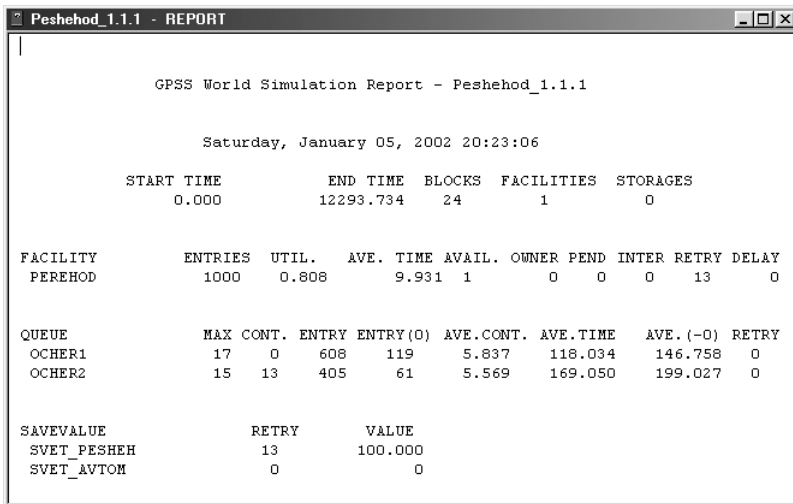 Peshehod_1.1.1 - REPORT
GPSS World Simulation Report - Peshehod_1.1.1
Saturday, January 05, 2002 20:23:06
START TIME END TIME BLOCKS FACILITIES STORAGES
0.000 12293.734 24 1 0
FACILITY ENTRIES UTIL. AVE. TIME AVAIL. OWNER PEND INTER RETRY DELAY
PEREHOD 1000 0.808 9.931 1 0 0 0 13 0
QUEUE MAX CONT. ENTRY ENTRY(0) AVE.CONT. AVE.TIME AVE.(-0) RETRY
OCHER1 17 0 608 119 5.837 118.034 146.758 0
OCHER2 15 13 405 61 5.569 169.050 199.027 0
SAVEVALUE RETRY VALUE
SVET_PESHEH 13 100.000
SVET_AVTOM 0 0